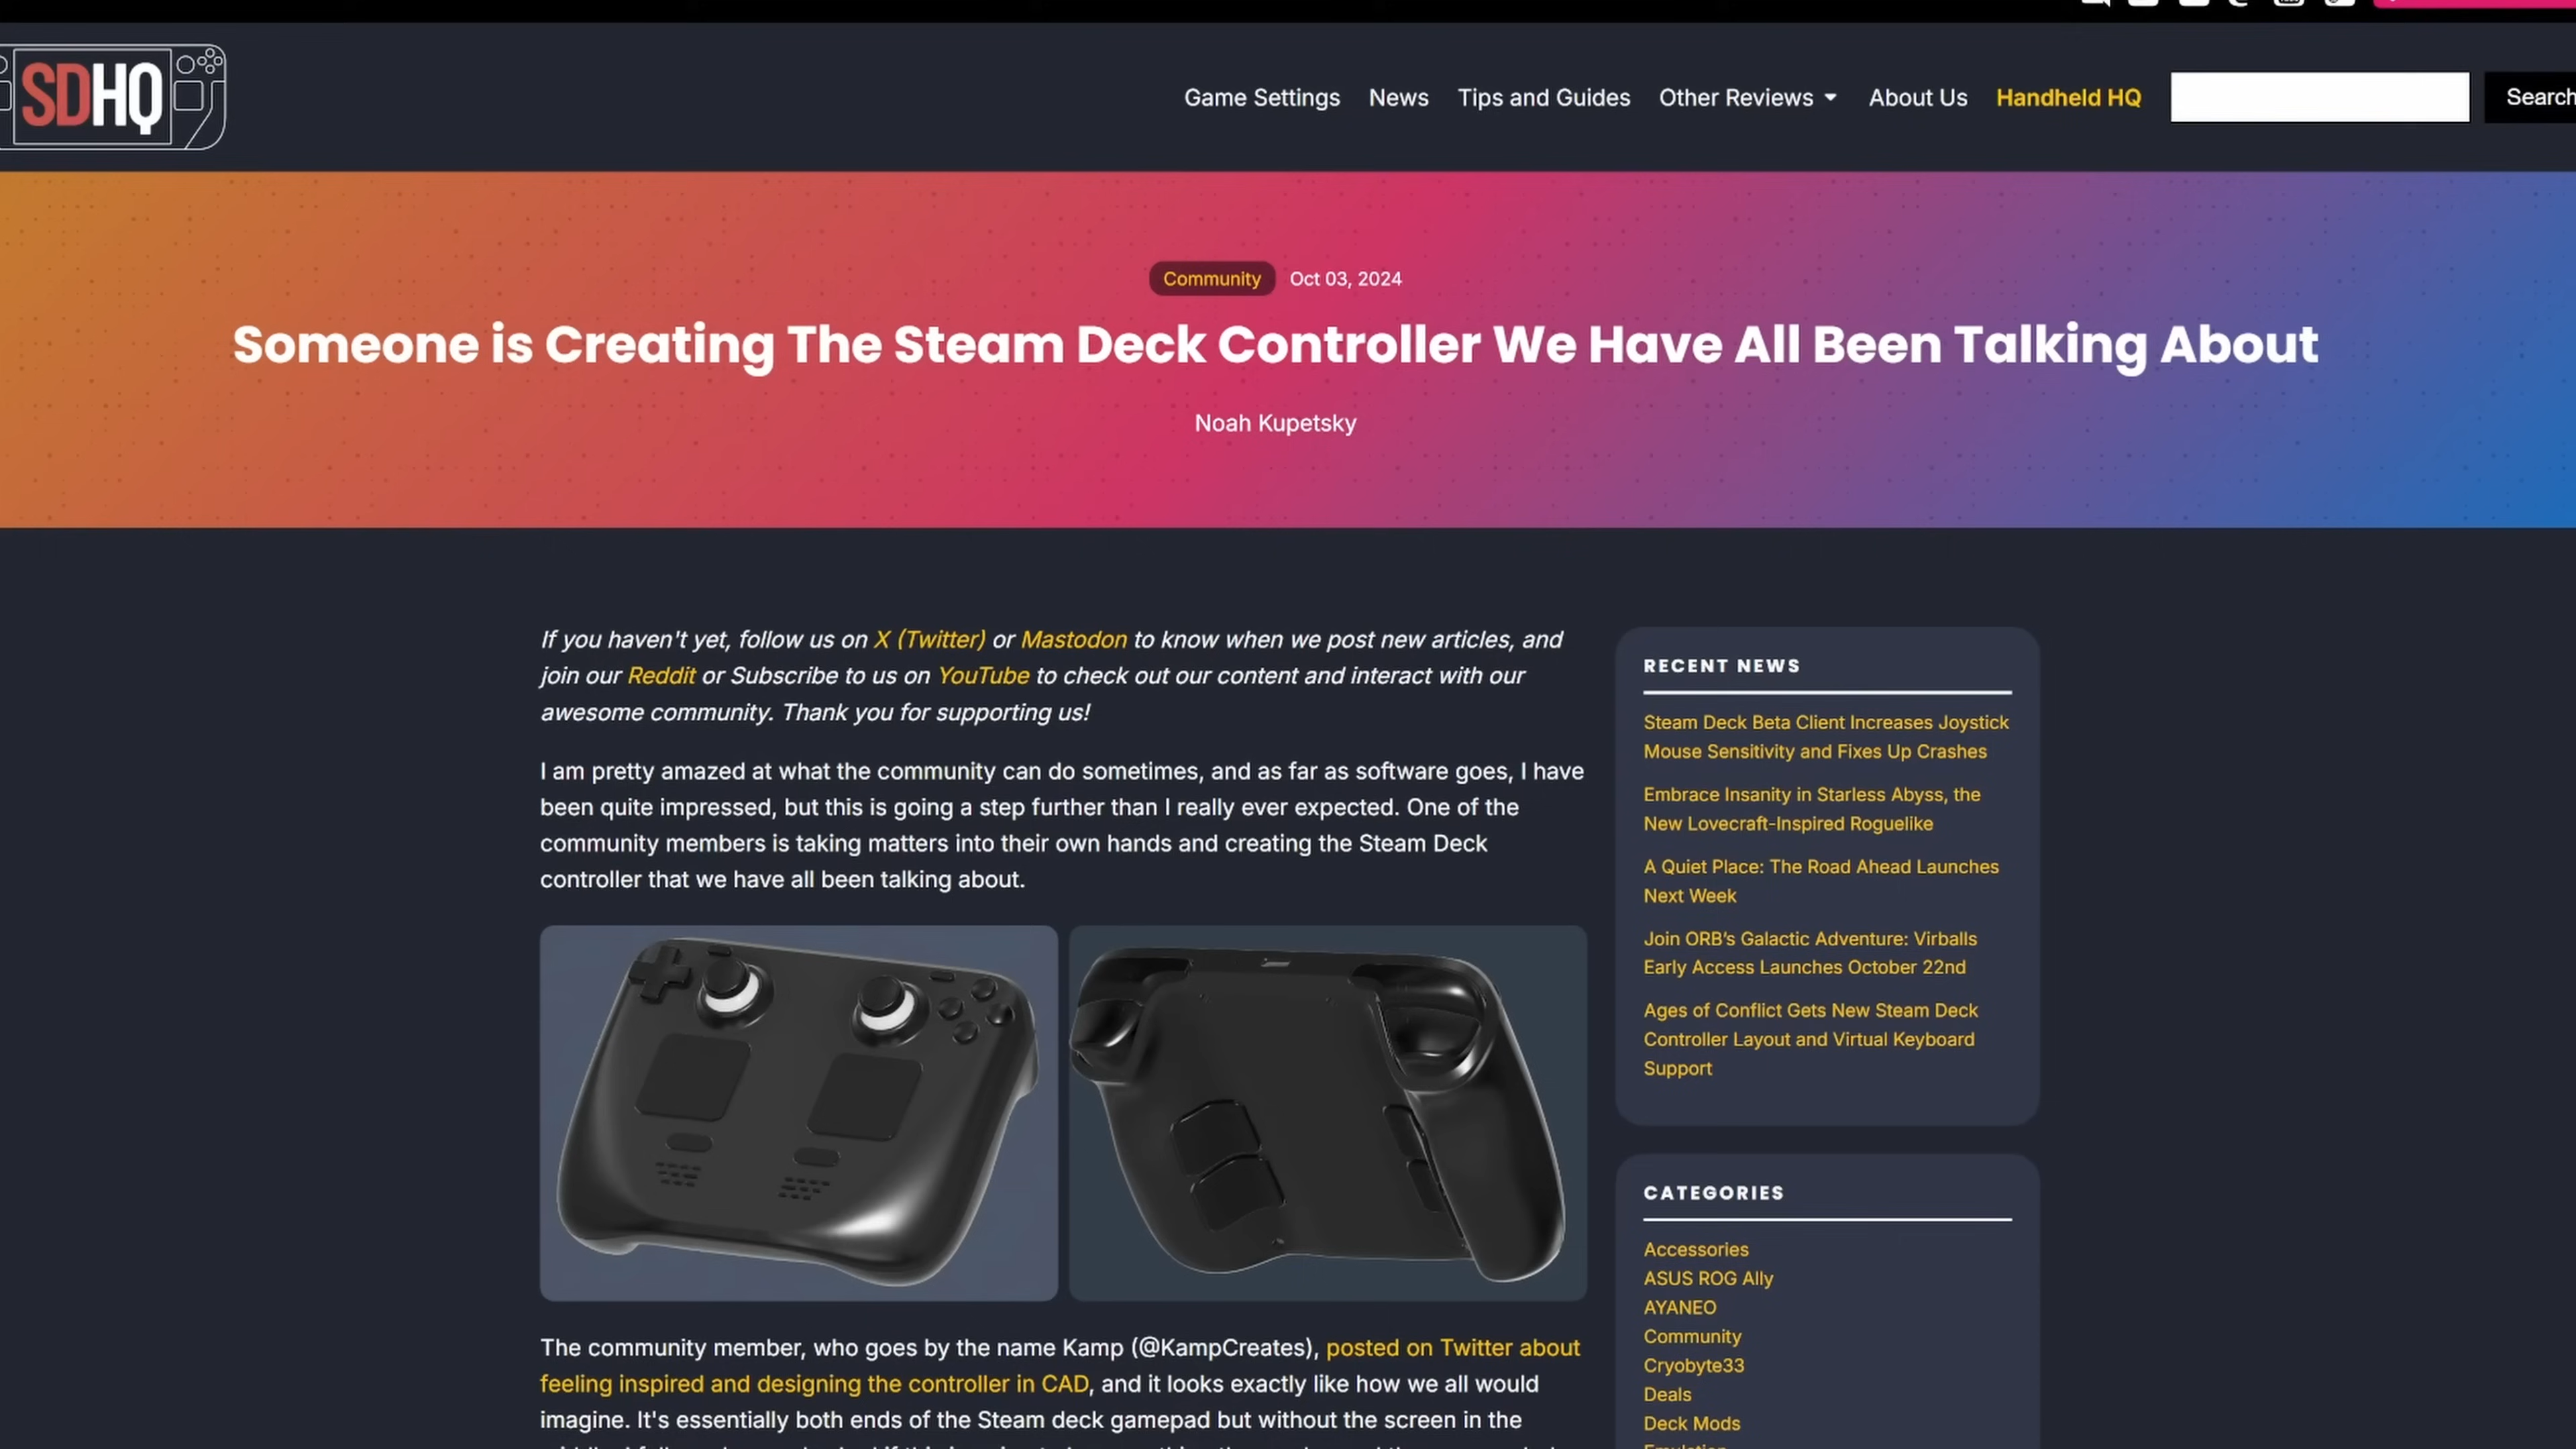 SDHQ
Game Settings
News
Tips and Guides
Other Reviews
About Us
Handheld HQ
Search
Community
Oct 03, 2024
Someone is Creating The Steam Deck Controller We Have All Been Talking About
Noah Kupetsky
If you haven't yet, follow us on X (Twitter) or Mastodon to know when we post new articles, and
join our Reddit or Subscribe to us on YouTube to check out our content and interact with our
awesome community. Thank you for supporting us!
I am pretty amazed at what the community can do sometimes, and as far as software goes, I have
been quite impressed, but this is going a step further than I really ever expected. One of the
community members is taking matters into their own hands and creating the Steam Deck
controller that we have all been talking about.
The community member, who goes by the name Kamp (@KampCreates), posted on Twitter about
feeling inspired and designing the controller in CAD, and it looks exactly like how we all would
imagine. It's essentially both ends of the Steam deck gamepad but without the screen in the
RECENT NEWS
Steam Deck Beta Client Increases Joystick
Mouse Sensitivity and Fixes Up Crashes
Embrace Insanity in Starless Abyss, the
New Lovecraft-Inspired Roguelike
A Quiet Place: The Road Ahead Launches
Next Week
Join ORB’s Galactic Adventure: Virballs
Early Access Launches October 22nd
Ages of Conflict Gets New Steam Deck
Controller Layout and Virtual Keyboard
Support
CATEGORIES
Accessories
ASUS ROG Ally
AYANEO
Community
Cryobyte33
Deals
Deck Mods